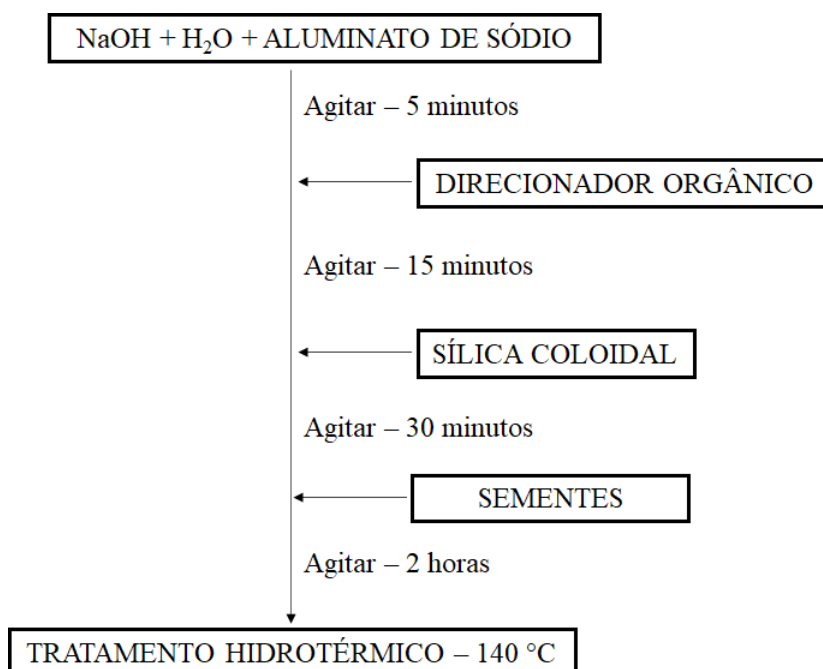 NaOH + H₂O + ALUMINATO DE SÓDIO
Agitar – 5 minutos
DIRECIONADOR ORGÂNICO
Agitar – 15 minutos
SÍLICA COLOIDAL
Agitar – 30 minutos
SEMENTES
Agitar – 2 horas
TRATAMENTO HIDROTÉRMICO – 140 °C